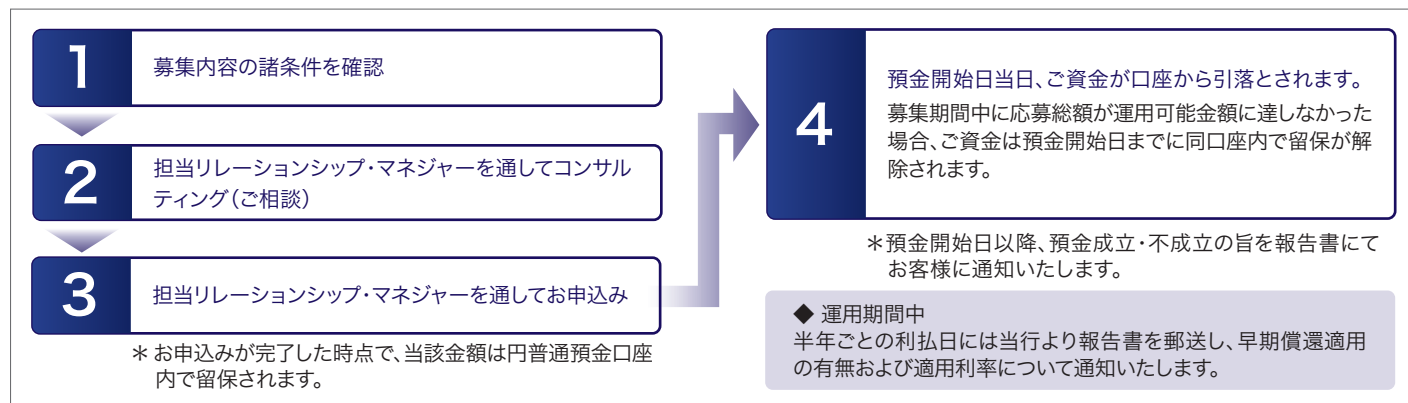 1
募集内容の諸条件を確認
2
担当リレーションシップ・マネジャーを通してコンサル
ティング(ご相談)
3
担当リレーションシップ・マネジャーを通してお申込み
＊お申込みが完了した時点で、当該金額は円普通預金口座
内で留保されます。
4
預金開始日当日、ご資金が口座から引落とされます。
募集期間中に応募総額が運用可能金額に達しなかった
場合、ご資金は預金開始日までに同口座内で留保が解
除されます。
＊預金開始日以降、預金成立・不成立の旨を報告書にて
お客様に通知いたします。
◆ 運用期間中
半年ごとの利払日には当行より報告書を郵送し、早期償還適用
の有無および適用利率について通知いたします。